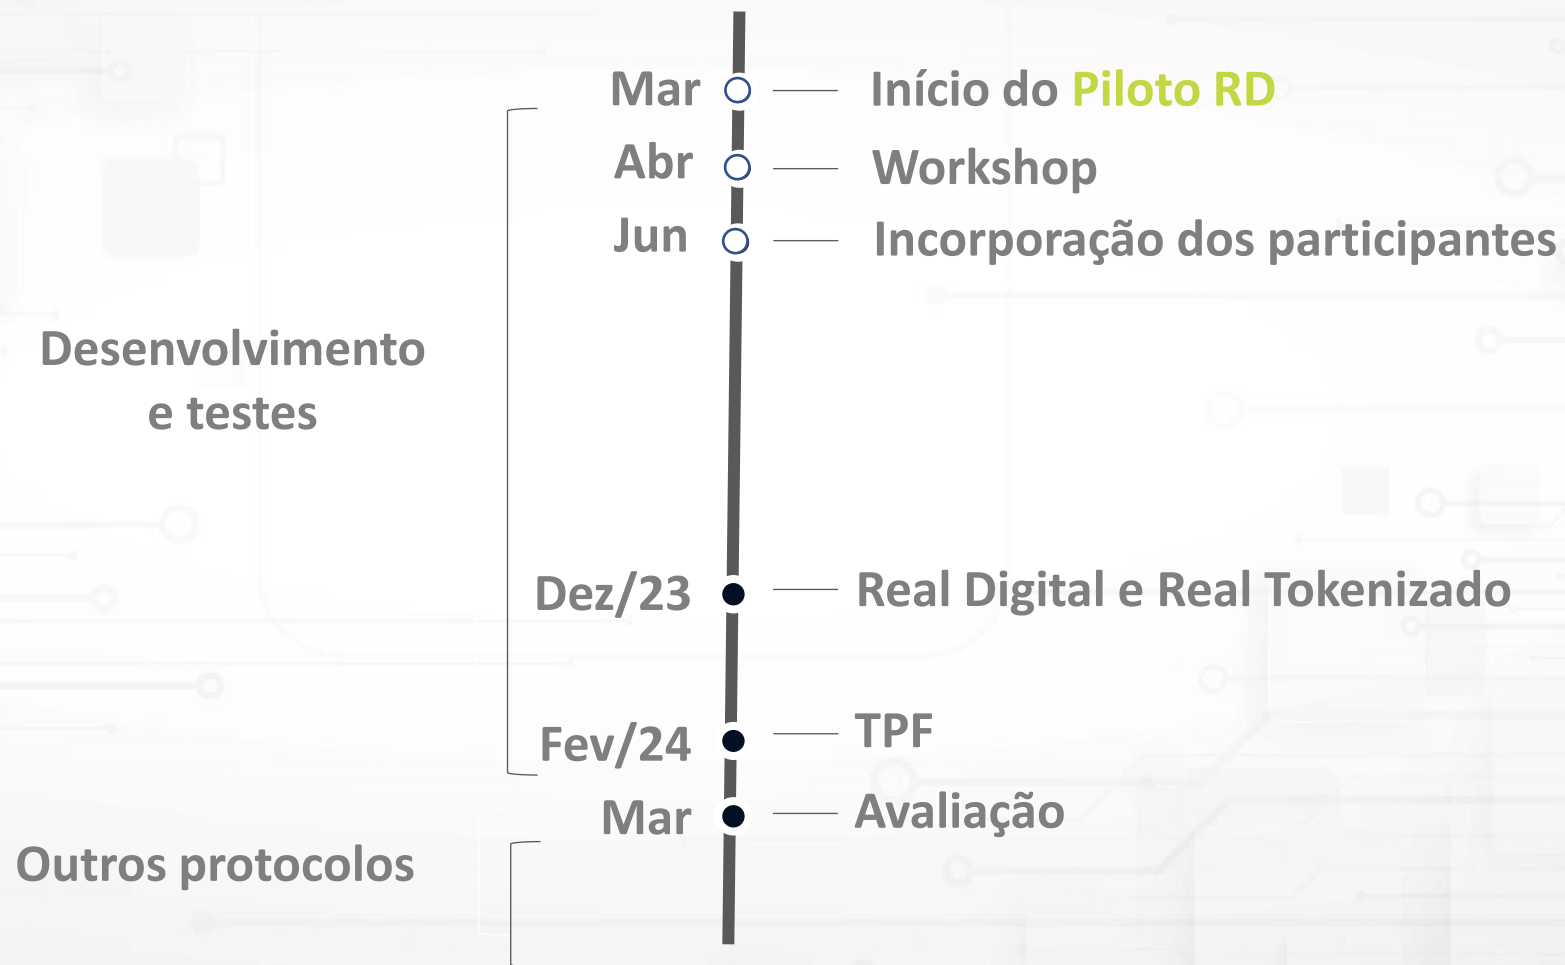 Mar Início do Piloto RD
Abr Workshop
Jun Incorporação dos participantes
Desenvolvimento
e testes
Dez/23 Real Digital e Real Tokenizado
Fev/24 TPF
Mar Avaliação
Outros protocolos